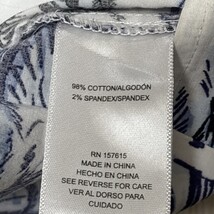 98% COTTON/ALGODÓN
2% SPANDEX/SPANDEX
RN 157615
MADE IN CHINA
HECHO EN CHINA
SEE REVERSE FOR CARE
VER AL DORSO PARA
CUIDADO